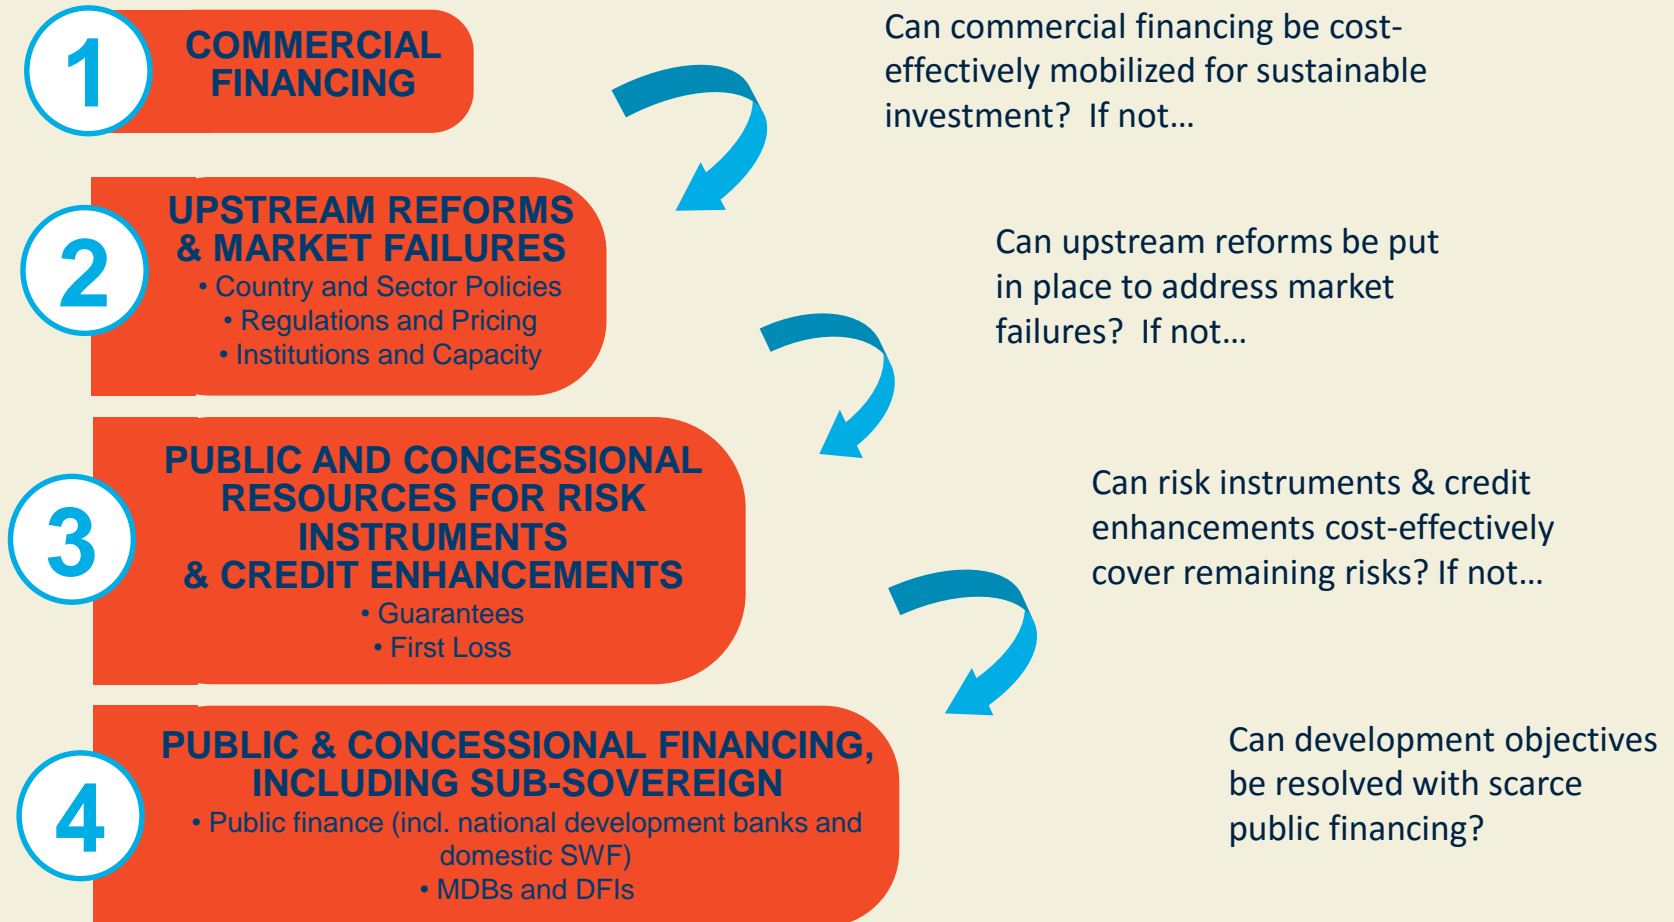 1
COMMERCIAL
FINANCING
Can commercial financing be cost-
effectively mobilized for sustainable
investment? If not...
2
UPSTREAM REFORMS
& MARKET FAILURES
• Country and Sector Policies
• Regulations and Pricing
• Institutions and Capacity
Can upstream reforms be put
in place to address market
failures? If not...
3
PUBLIC AND CONCESSIONAL
RESOURCES FOR RISK
INSTRUMENTS
& CREDIT ENHANCEMENTS
• Guarantees
• First Loss
Can risk instruments & credit
enhancements cost-effectively
cover remaining risks? If not...
4
PUBLIC & CONCESSIONAL FINANCING,
INCLUDING SUB-SOVEREIGN
• Public finance (incl. national development banks and
domestic SWF)
• MDBs and DFIs
Can development objectives
be resolved with scarce
public financing?